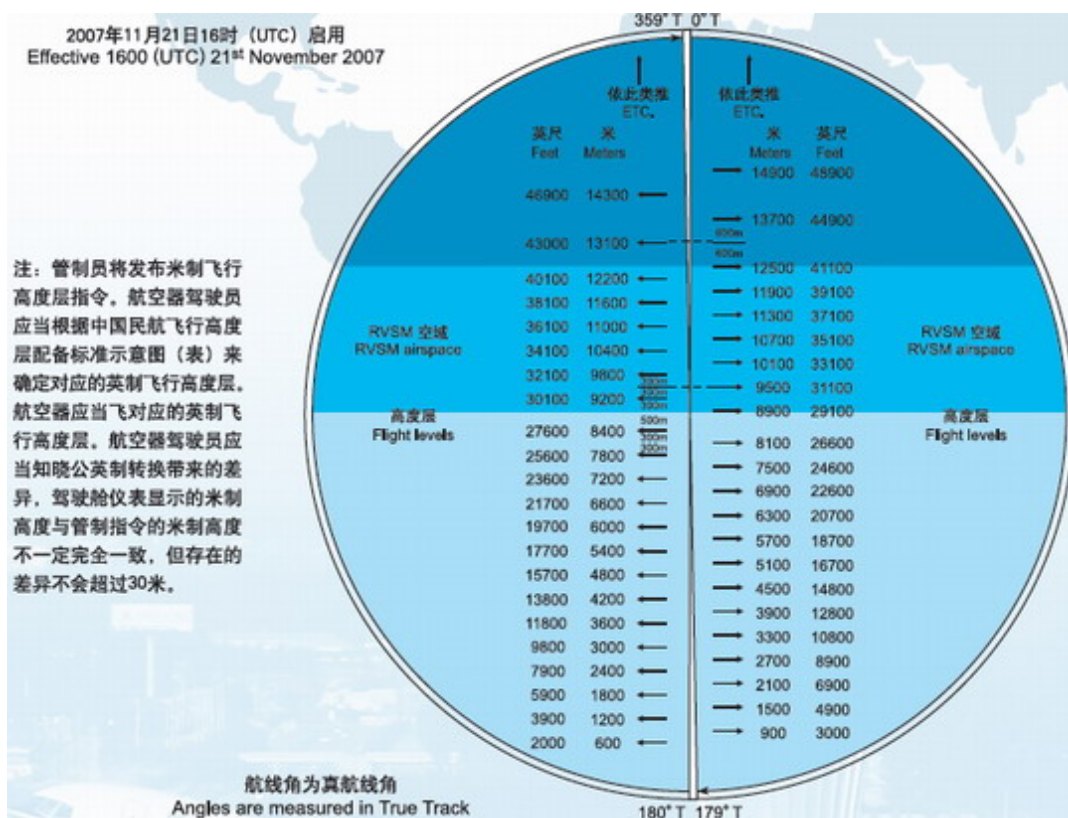 359° T 0° T
2007年11月21日16时（UTC）启用
Effective 1600 (UTC) 21st November 2007
依此类推 依此类推
ETC. ETC.
英尺 米 米 英尺
Feet Meters Meters Feet
14900 48900
46900 14300
13700 44900
600m
43000 13100
600m
12500 41100
40100 12200
11900 39100
38100 11600
11300 37100
36100 11000
10700 35100
34100 10400
10100 33100
32100 9800
300m
9500 31100
300m
30100 9200
300m
8900 29100
500m
27600 8400
300m
8100 26600
300m
25600 7800
7500 24600
23600 7200
6900 22600
21700 6600
6300 20700
19700 6000
5700 18700
17700 5400
5100 16700
15700 4800
4500 14800
13800 4200
3900 12800
11800 3600
3300 10800
9800 3000
2700 8900
7900 2400
2100 6900
5900 1800
1500 4900
3900 1200
900 3000
2000 600
RVSM 空域 RVSM 空域
RVSM airspace RVSM airspace
高度层 高度层
Flight levels Flight levels
注：管制员将发布米制飞行
高度层指令。航空器驾驶员
应当根据中国民航飞行高度
层配备标准示意图（表）来
确定对应的英制飞行高度层。
航空器应当飞对应的英制飞
行高度层。航空器驾驶员应
当知晓公英制转换带来的差
异，驾驶舱仪表显示的米制
高度与管制指令的米制高度
不一定完全一致，但存在的
差异不会超过30米。
航线角为真航线角
Angles are measured in True Track
180° T 179° T